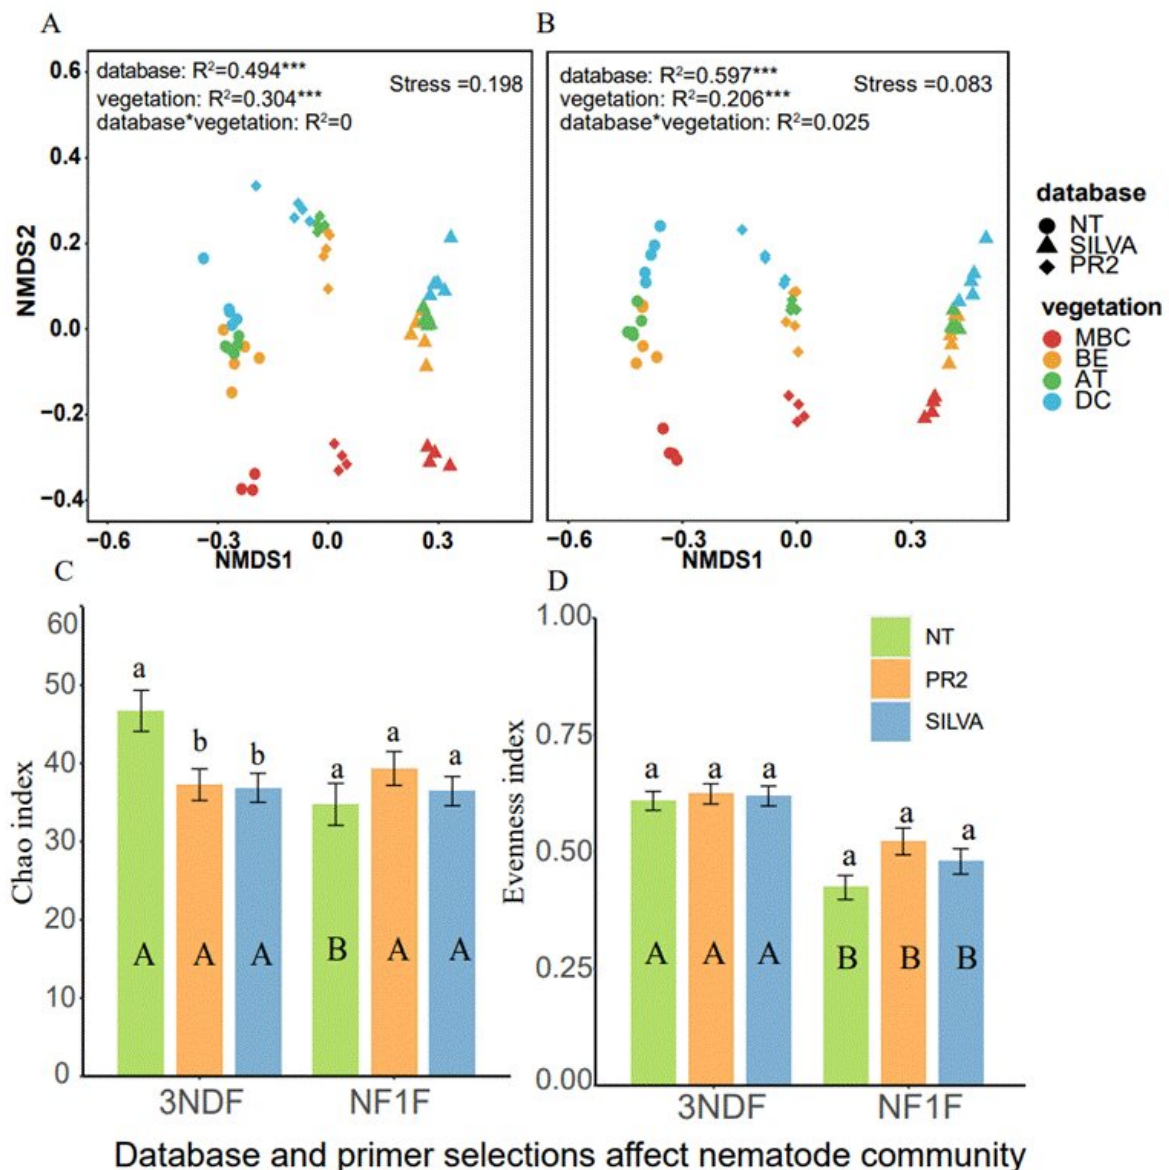 A
B
database: R²=0.494***
vegetation: R²=0.304***
database*vegetation: R²=0
Stress =0.198
database: R²=0.597***
vegetation: R²=0.206***
database*vegetation: R²=0.025
Stress =0.083
NMDS2
0.6
0.4
0.2
0.0
−0.2
−0.4
−0.6 −0.3 0.0 0.3
NMDS1
−0.6 −0.3 0.0 0.3
NMDS1
database
NT
SILVA
PR2
vegetation
MBC
BE
AT
DC
C
Chao index
60
50
40
30
20
10
0
a b b a a a
A A A B A A
3NDF NF1F
D
Evenness index
1.00
0.75
0.50
0.25
0.00
NT
PR2
SILVA
a a a a a a
A A A B B B
3NDF NF1F
Database and primer selections affect nematode community